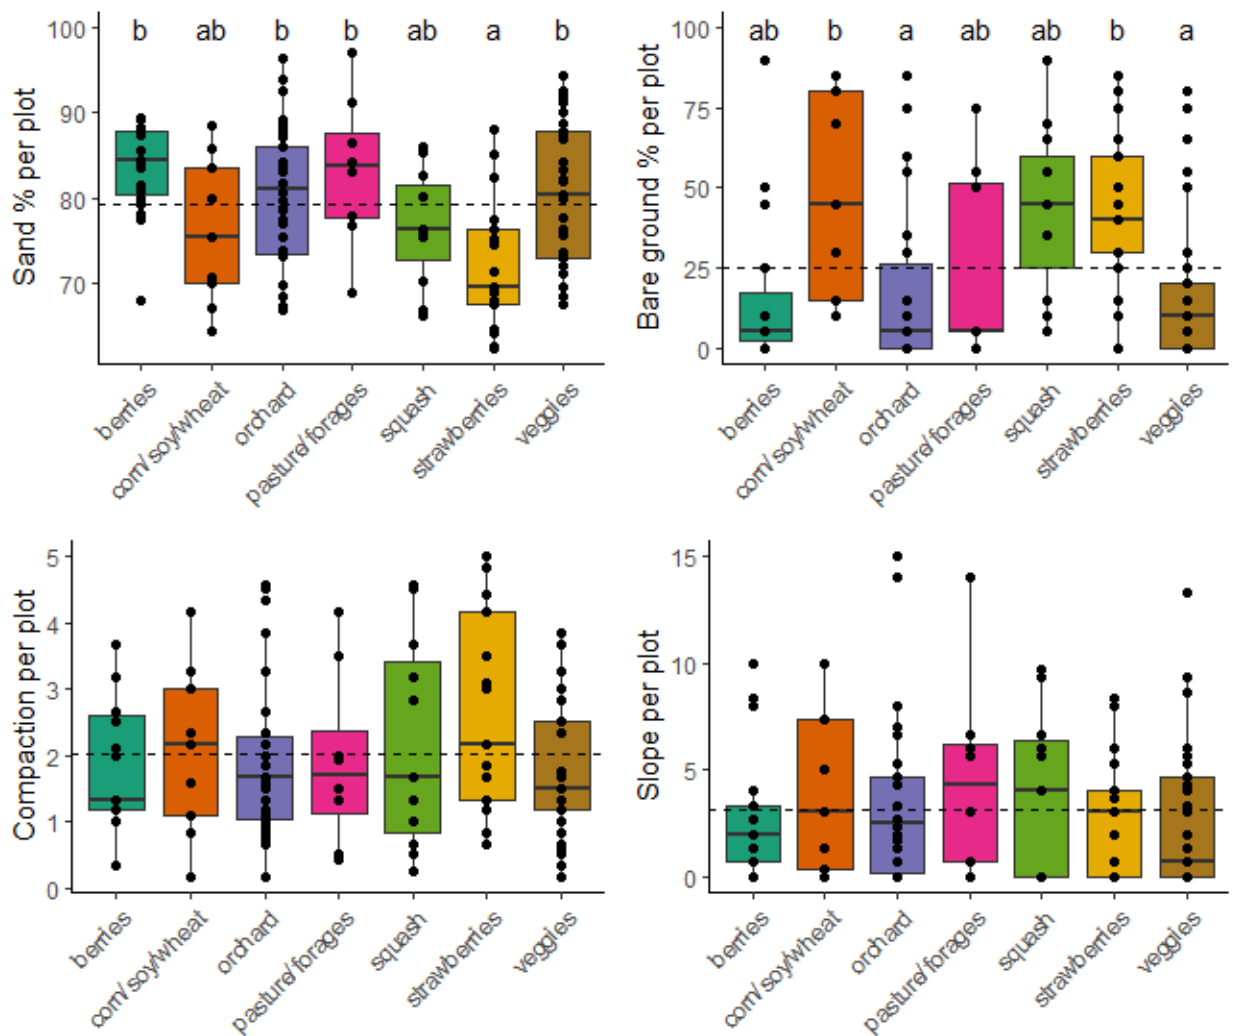 100
b
ab
b
b
ab
a
b
90
80
70
Sand % per plot
berries
corn/soy/wheat
orchard
pasture/forages
squash
strawberries
veggies
100
ab
b
a
ab
ab
b
a
75
50
25
0
Bare ground % per plot
berries
corn/soy/wheat
orchard
pasture/forages
squash
strawberries
veggies
5
4
3
2
1
0
Compaction per plot
berries
corn/soy/wheat
orchard
pasture/forages
squash
strawberries
veggies
15
10
5
0
Slope per plot
berries
corn/soy/wheat
orchard
pasture/forages
squash
strawberries
veggies